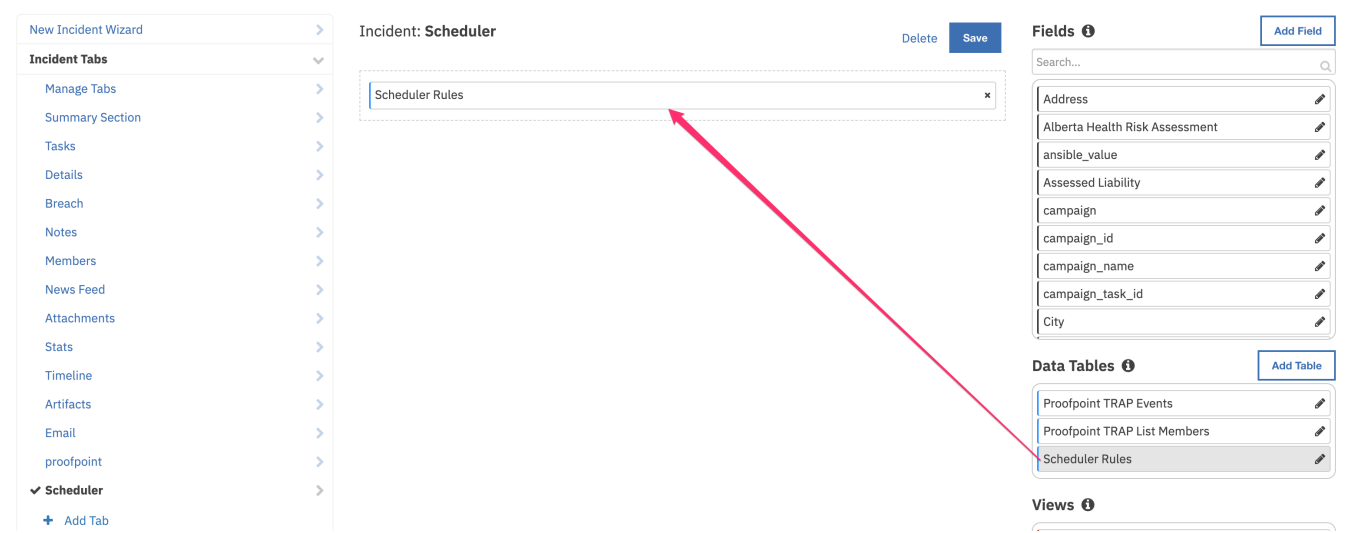 New Incident Wizard
Incident Tabs
Manage Tabs
Summary Section
Tasks
Details
Breach
Notes
Members
News Feed
Attachments
Stats
Timeline
Artifacts
Email
proofpoint
Scheduler
Add Tab
Incident: Scheduler
Delete
Save
Scheduler Rules
Fields
Add Field
Search...
Address
Alberta Health Risk Assessment
ansible_value
Assessed Liability
campaign
campaign_id
campaign_name
campaign_task_id
City
Data Tables
Add Table
Proofpoint TRAP Events
Proofpoint TRAP List Members
Scheduler Rules
Views